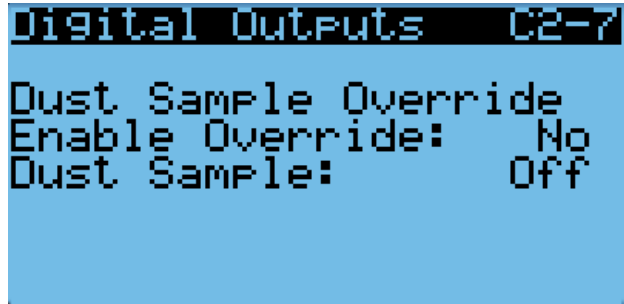 Digital Outputs C2-7
Dust Sample Override
Enable Override: No
Dust Sample: Off